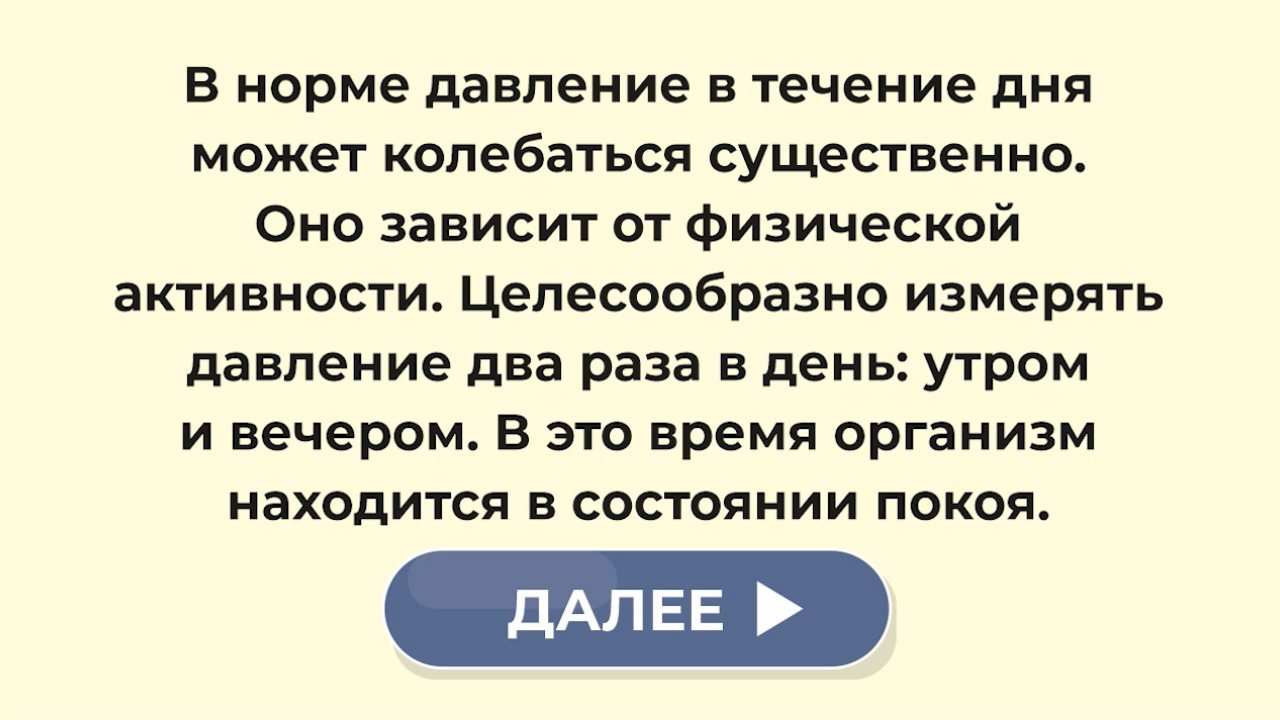 В норме давление в течение дня
может колебаться существенно.
Оно зависит от физической
активности. Целесообразно измерять
давление два раза в день: утром
и вечером. В это время организм
находится в состоянии покоя.
ДАЛЕЕ